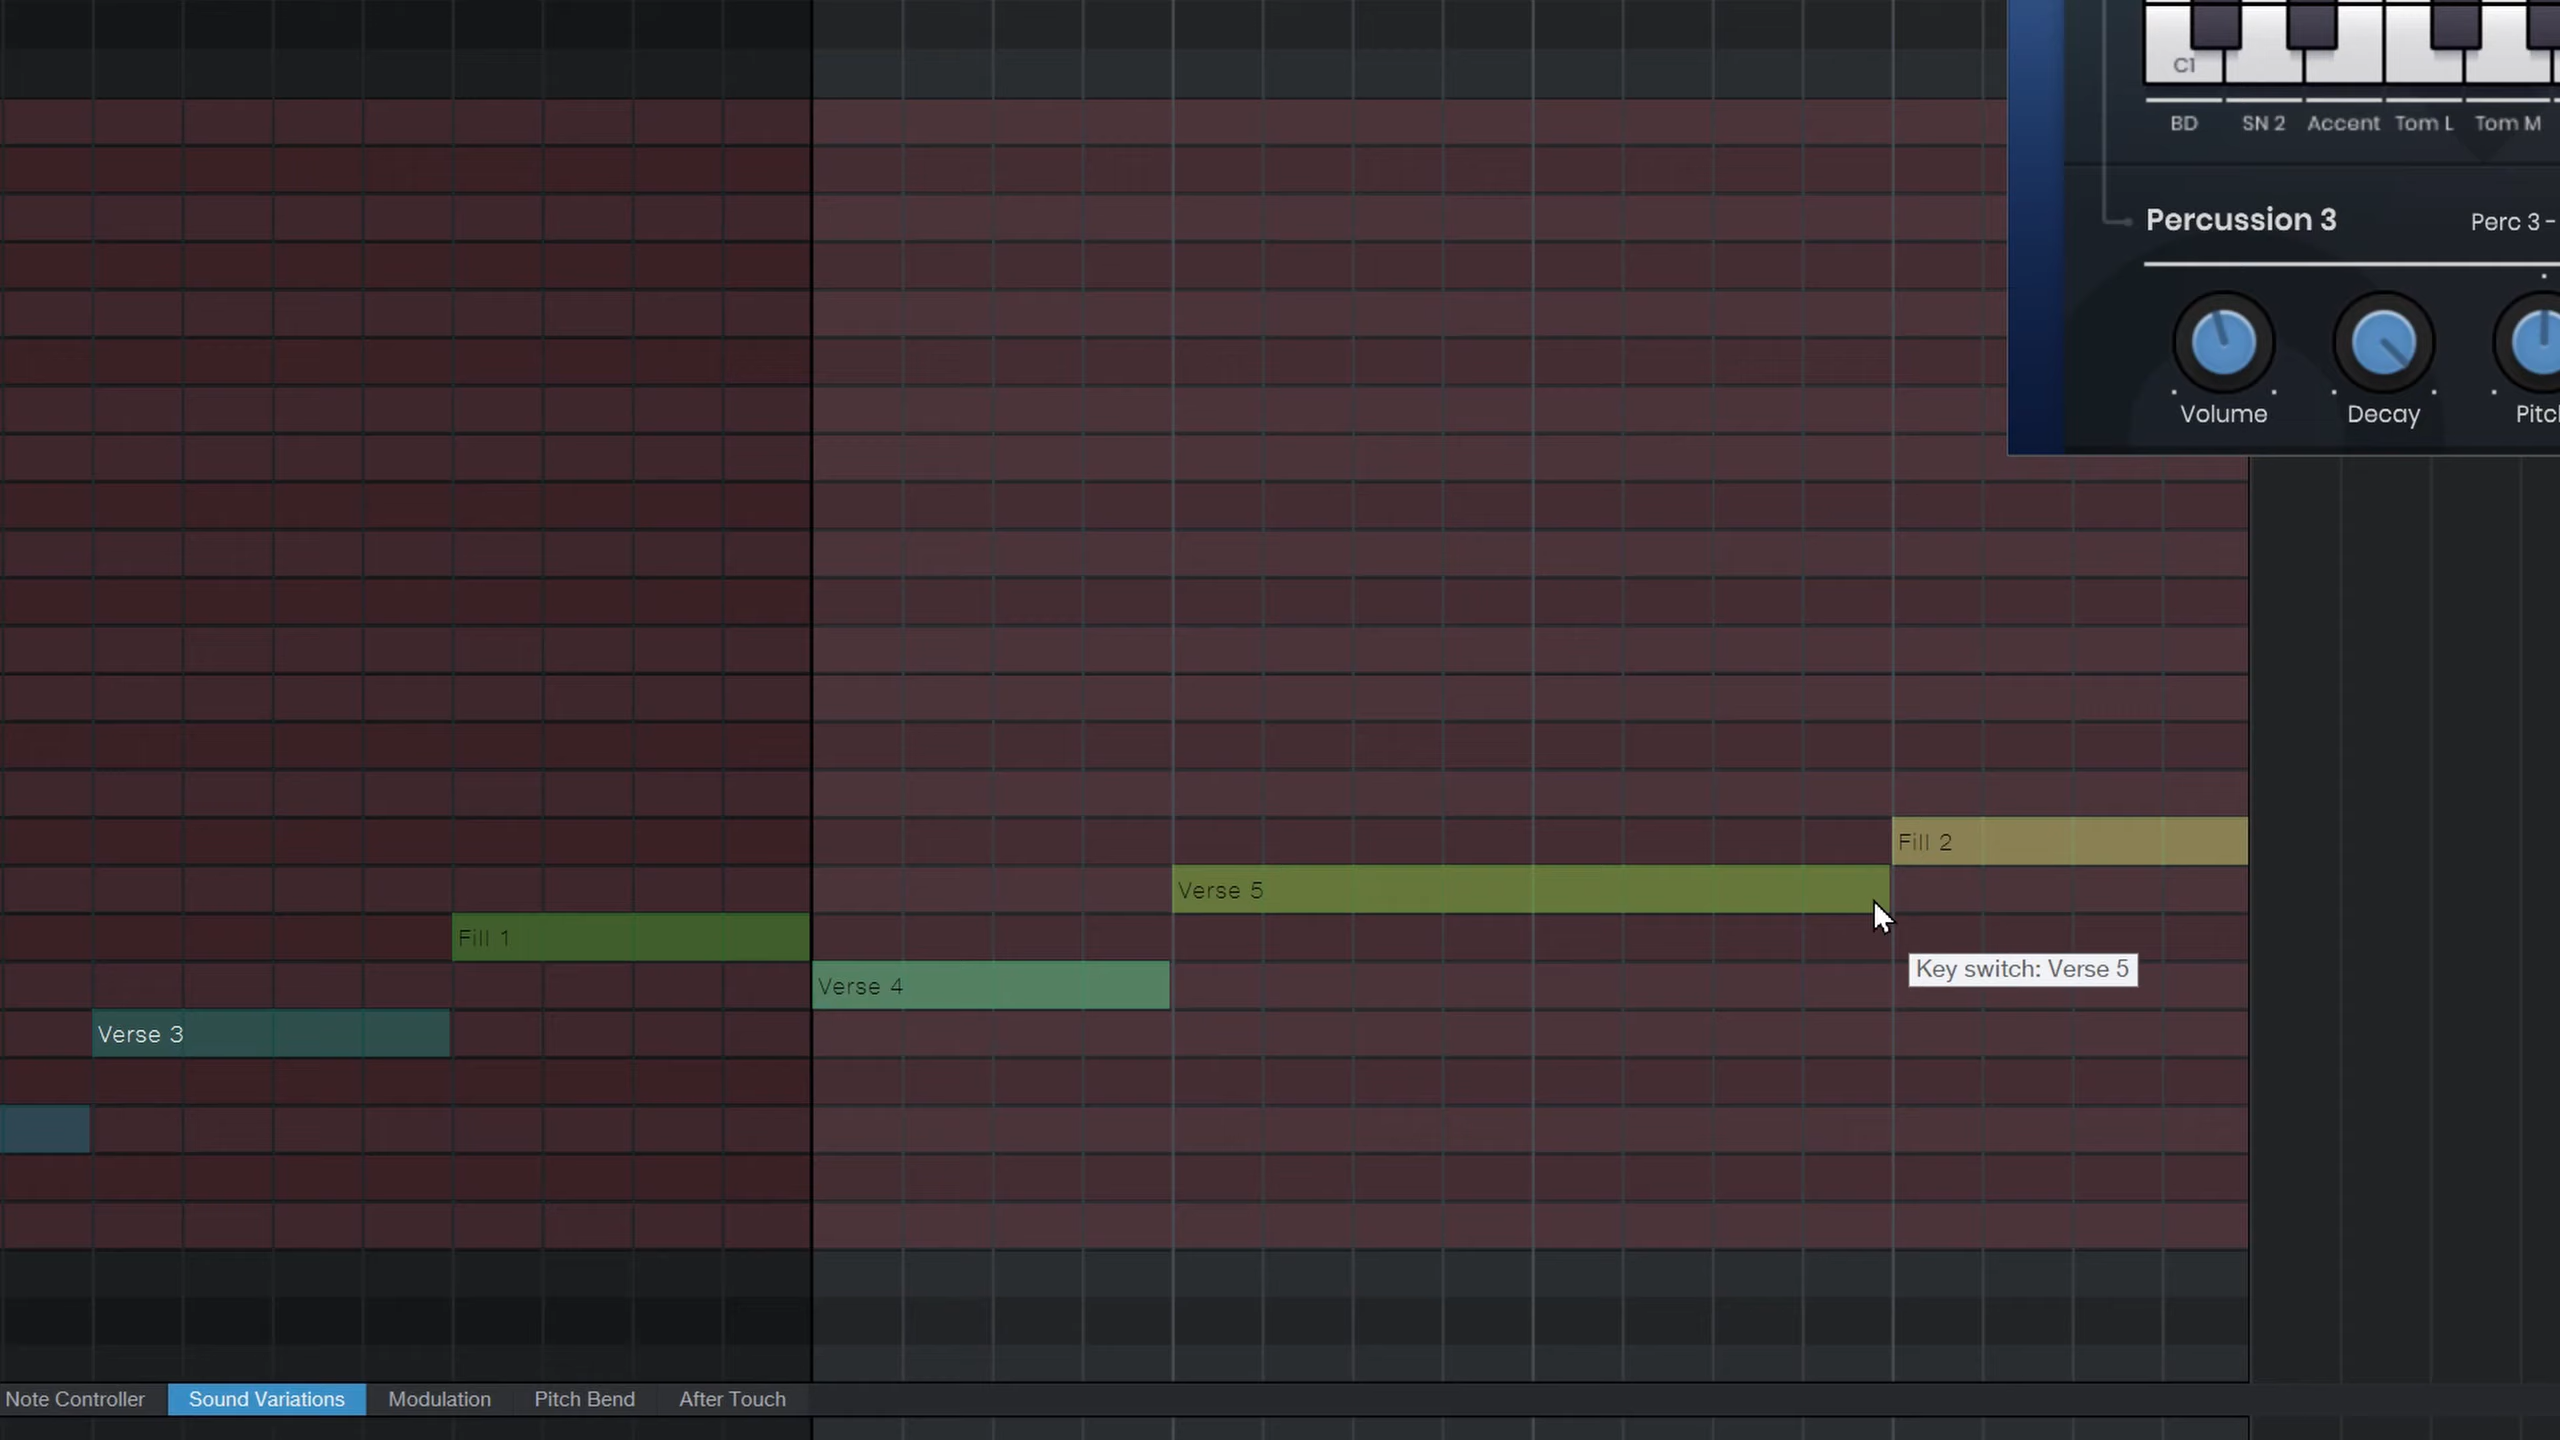 C1
BD SN 2 Accent Tom L Tom M
Percussion 3 Perc 3 -
Volume Decay
Fill 2
Verse 5
Fill 1
Key switch: Verse 5
Verse 4
Verse 3
Note Controller Sound Variations Modulation Pitch Bend After Touch